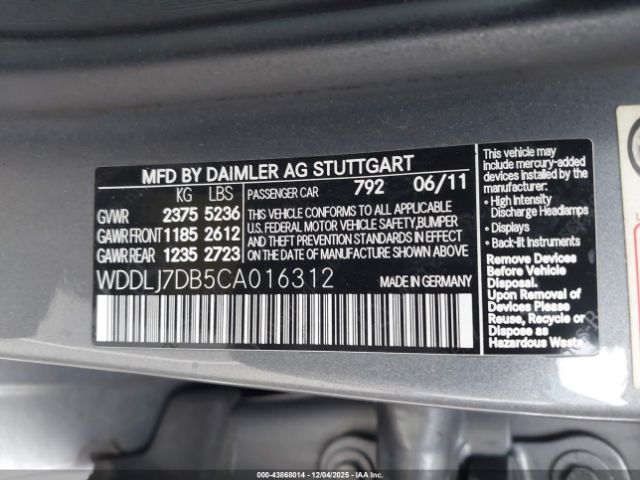 MFD BY DAIMLER AG STUTTGART
KG LBS
GVWR 2375 5236
GAWR FRONT 1185 2612
GAWR REAR 1235 2723
PASSENGER CAR 792 06/11
THIS VEHICLE CONFORMS TO ALL APPLICABLE
U.S. FEDERAL MOTOR VEHICLE SAFETY, BUMPER
AND THEFT PREVENTION STANDARDS IN EFFECT
ON THE DATE OF MANUFACTURE SHOWN ABOVE.
WDDLJ7DB5CA016312
MADE IN GERMANY
This vehicle may
include mercury-added
devices installed by the
manufacturer:
• High Intensity
Discharge Headlamps
• Displays
• Back-lit Instruments
Remove Devices
Before Vehicle
Disposal.
Upon Removal of
Devices Please
Reuse, Recycle or
Dispose as
Hazardous Waste.
000-43868014 - 12/04/2025 - IAAI.com